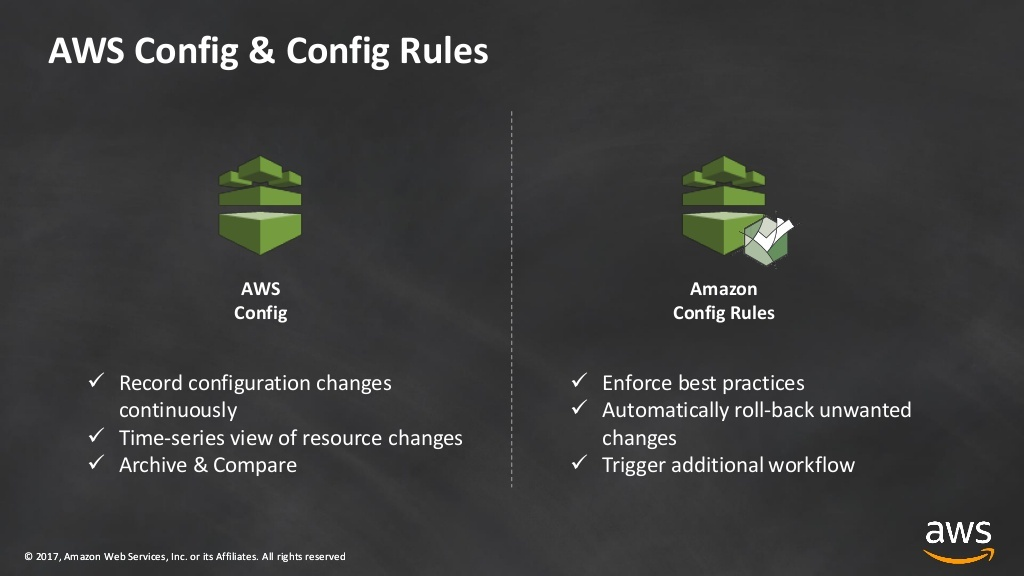 AWS Config & Config Rules
AWS
Config
Record configuration changes
continuously
Time-series view of resource changes
Archive & Compare
Amazon
Config Rules
Enforce best practices
Automatically roll-back unwanted
changes
Trigger additional workflow
© 2017, Amazon Web Services, Inc. or its Affiliates. All rights reserved
aws